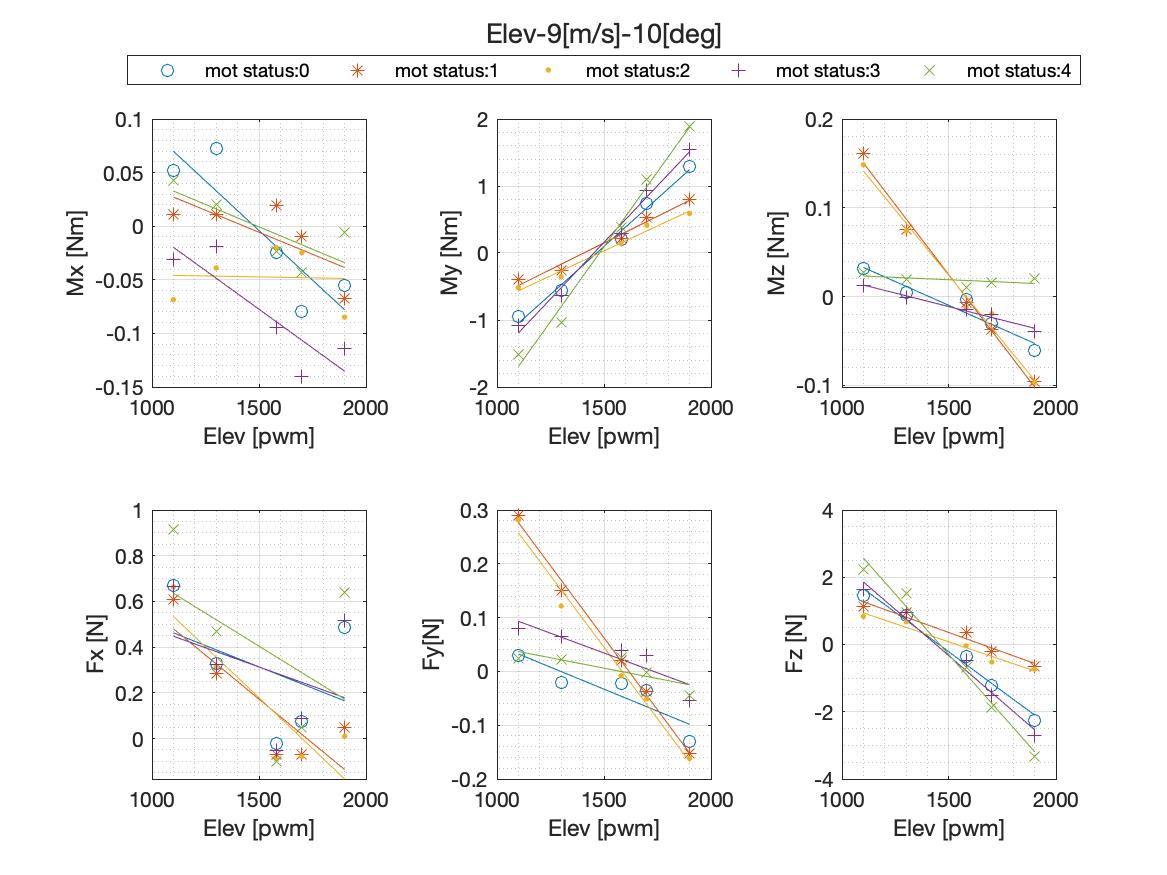 Elev-9[m/s]-10[deg]
mot status:0 mot status:1 mot status:2 mot status:3 mot status:4
0.1
0.05
0
-0.05
-0.1
-0.15
Mx [Nm]
1000 1500 2000
Elev [pwm]
2
1
0
-1
-2
My [Nm]
1000 1500 2000
Elev [pwm]
0.2
0.1
0
-0.1
Mz [Nm]
1000 1500 2000
Elev [pwm]
1
0.8
0.6
0.4
0.2
0
Fx [N]
1000 1500 2000
Elev [pwm]
0.3
0.2
0.1
0
-0.1
-0.2
Fy[N]
1000 1500 2000
Elev [pwm]
4
2
0
-2
-4
Fz [N]
1000 1500 2000
Elev [pwm]